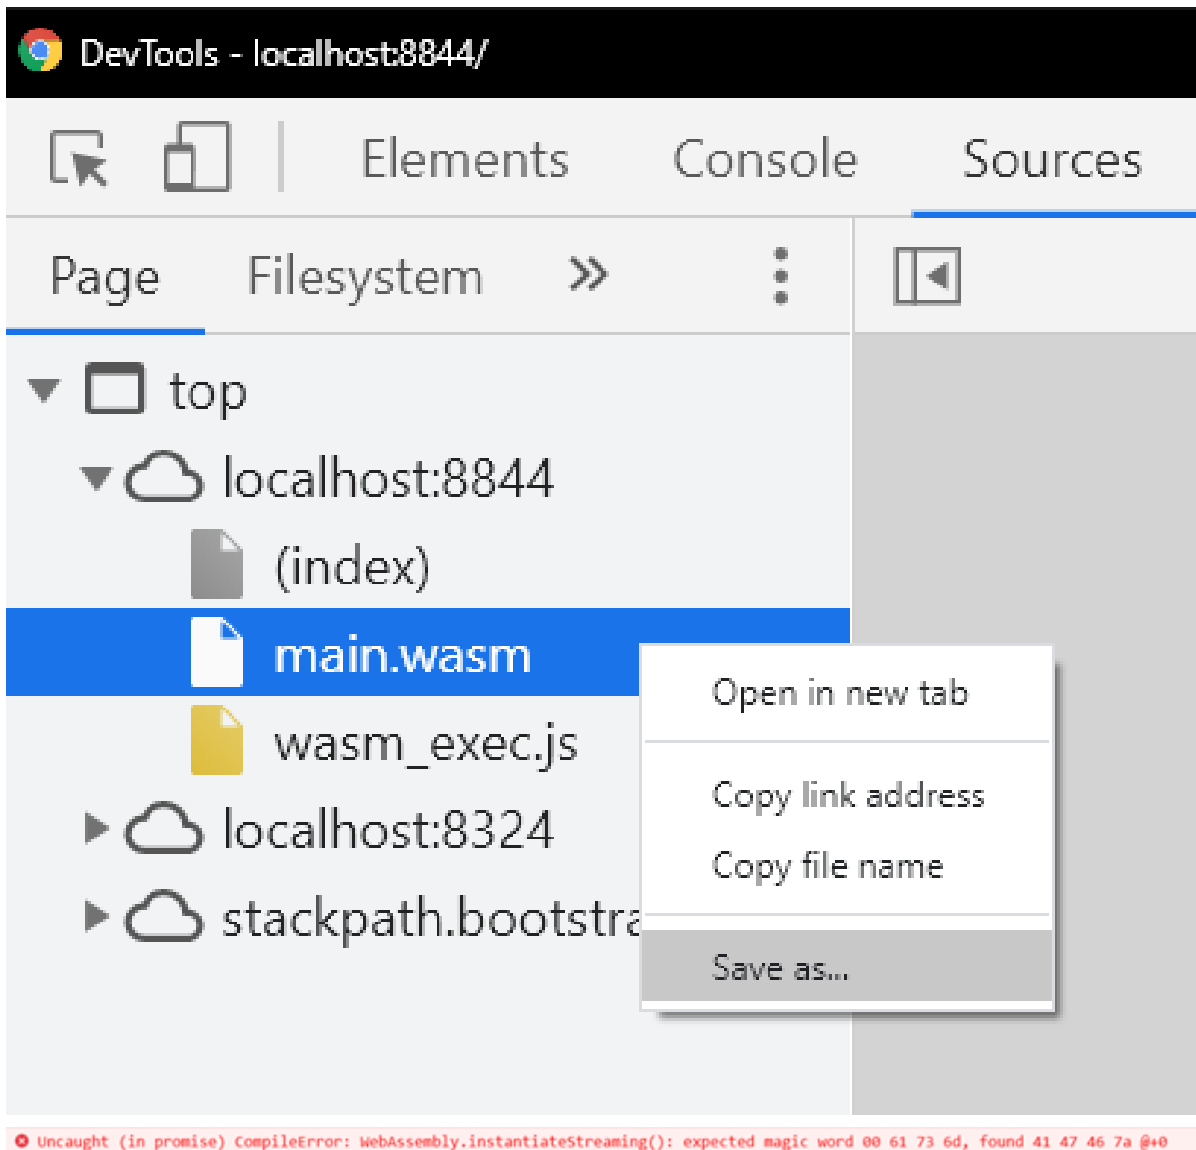 DevTools - localhost:8844/
Elements Console Sources
Page Filesystem »
top
localhost:8844
(index)
main.wasm
Open in new tab
wasm_exec.js
Copy link address
localhost:8324
Copy file name
stackpath.bootstra
Save as...
Uncaught (in promise) CompileError: WebAssembly.instantiateStreaming(): expected magic word 00 61 73 6d, found 41 47 46 7a @+0